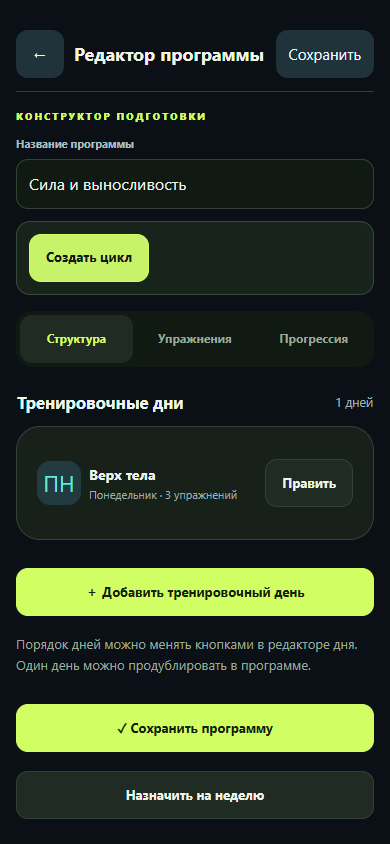 ←
Редактор программы
Сохранить
КОНСТРУКТОР ПОДГОТОВКИ
Название программы
Сила и выносливость
Создать цикл
Структура
Упражнения
Прогрессия
Тренировочные дни
1 дней
ПН
Верх тела
Понедельник · 3 упражнений
Править
+ Добавить тренировочный день
Порядок дней можно менять кнопками в редакторе дня.
Один день можно продублировать в программе.
✓ Сохранить программу
Назначить на неделю